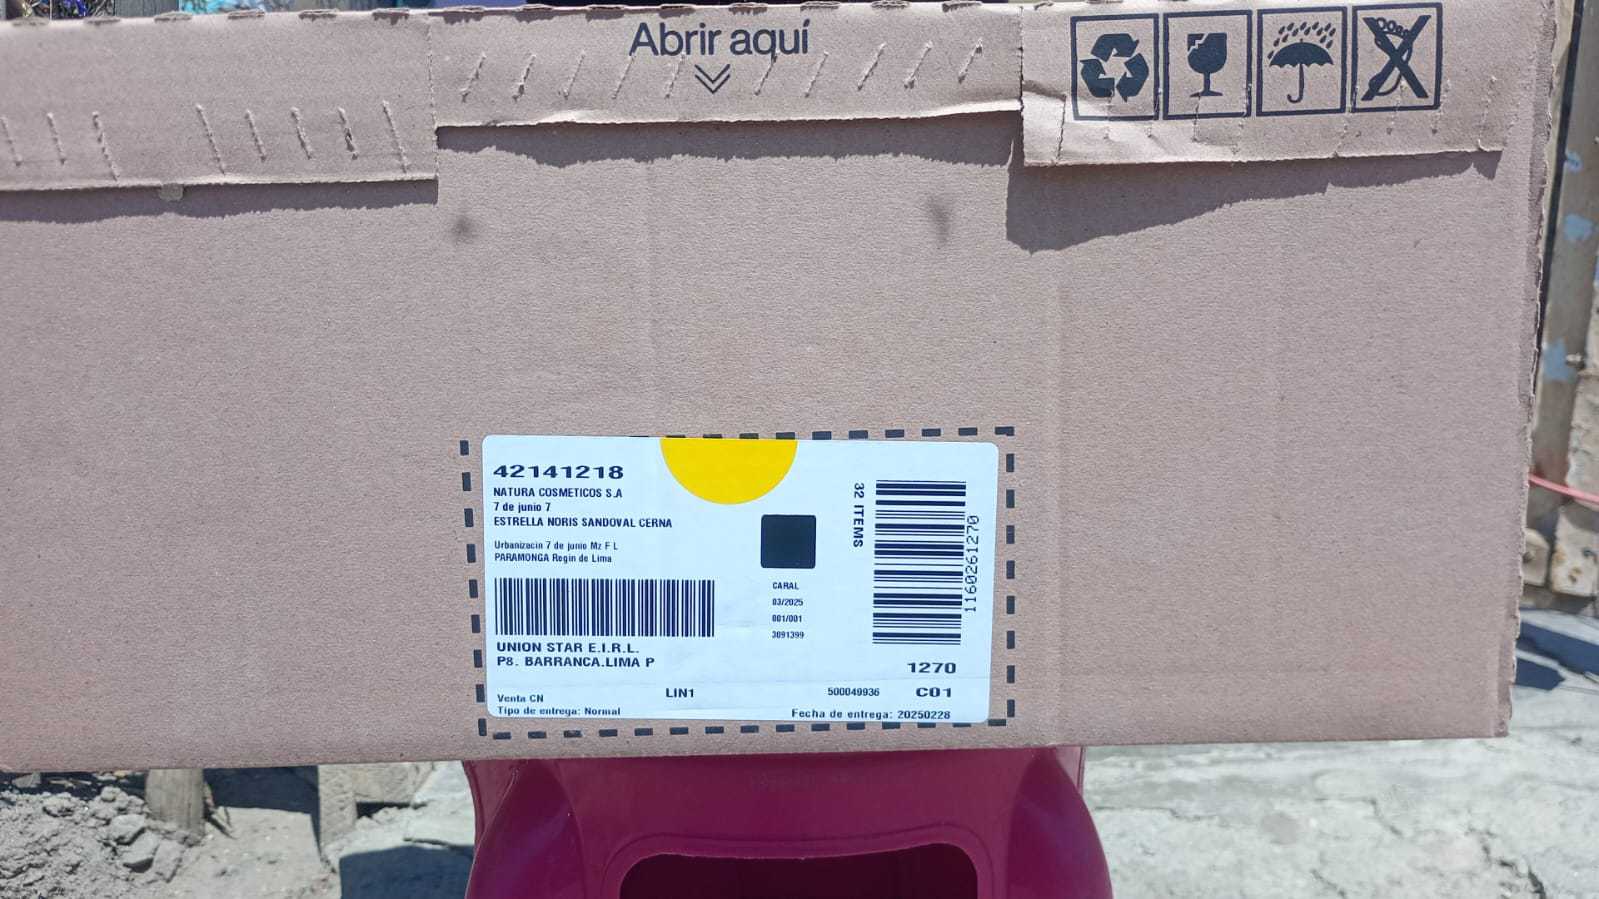 Abrir aquí
42141218
NATURA COSMETICOS S.A
7 de junio 7
ESTRELLA NORIS SANDOVAL CERNA
Urbanizacin 7 de junio Mz F L
PARAMONGA Regin de Lima
UNION STAR E.I.R.L.
P8. BARRANCA.LIMA P
Venta CN
Tipo de entrega: Normal
LIN1
CARAL
03/2025
001/001
3091399
32 ITEMS
1160261270
1270
500049936
C01
Fecha de entrega: 20250228